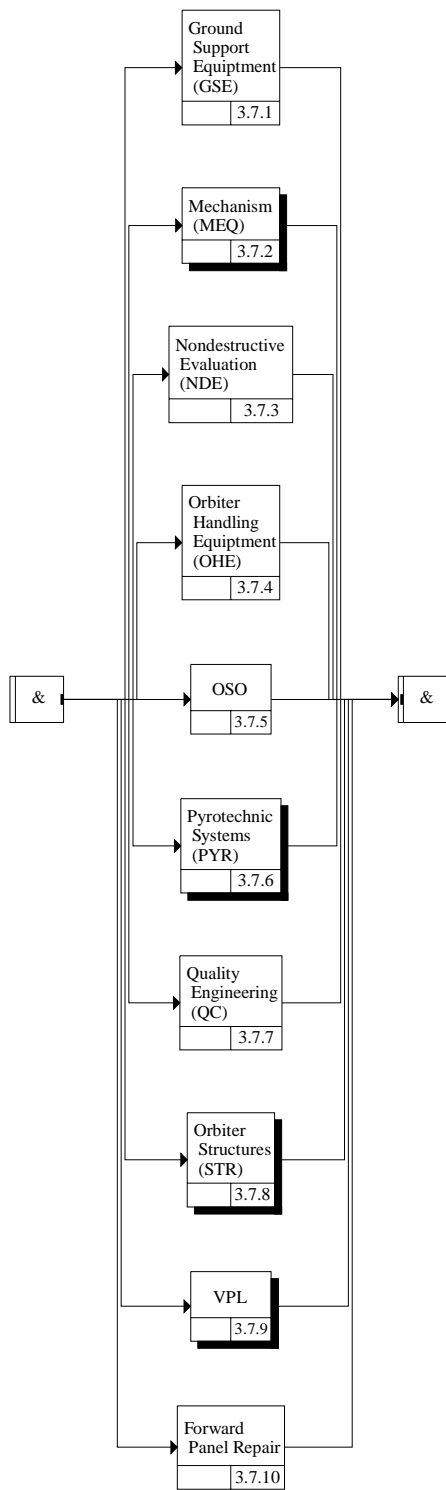 Ground
Support
Equiptment
(GSE)
3.7.1
Mechanism
(MEQ)
3.7.2
Nondestructive
Evaluation
(NDE)
3.7.3
Orbiter
Handling
Equiptment
(OHE)
3.7.4
&
OSO
3.7.5
&
Pyrotechnic
Systems
(PYR)
3.7.6
Quality
Engineering
(QC)
3.7.7
Orbiter
Structures
(STR)
3.7.8
VPL
3.7.9
Forward
Panel Repair
3.7.10